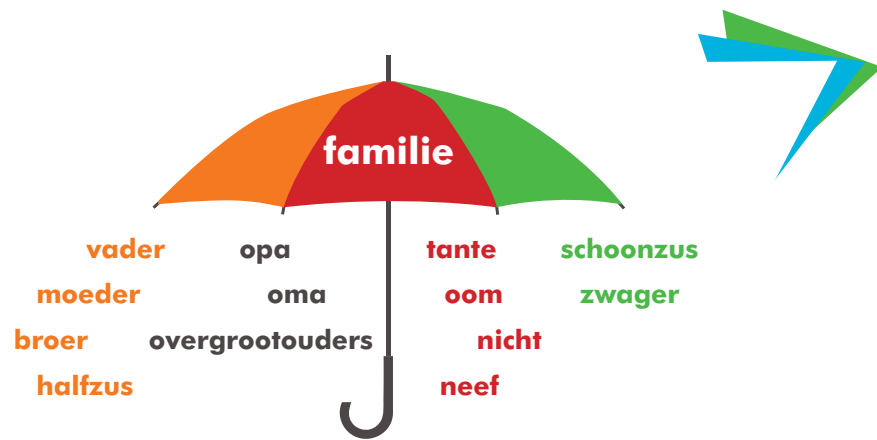 familie
vader opa tante schoonzus
moeder oma oom zwager
broer overgrootouders nicht
halfzus neef